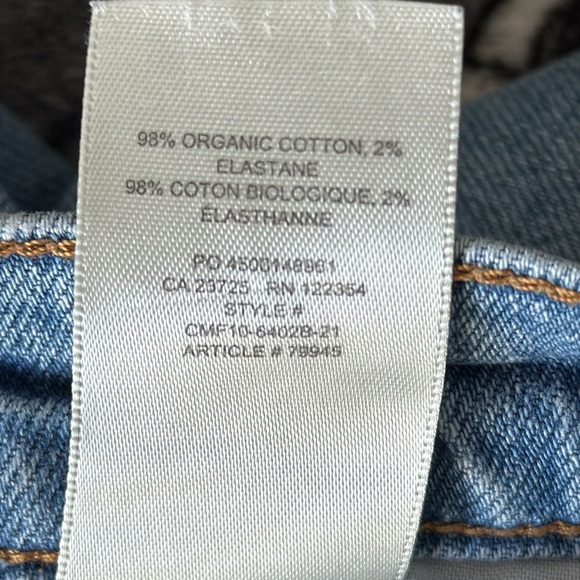 98% ORGANIC COTTON, 2%
ELASTANE
98% COTON BIOLOGIQUE, 2%
ÉLASTHANNE
PO 4500148961
CA 23725 RN 122364
STYLE #
CMF10-6402B-21
ARTICLE # 79945